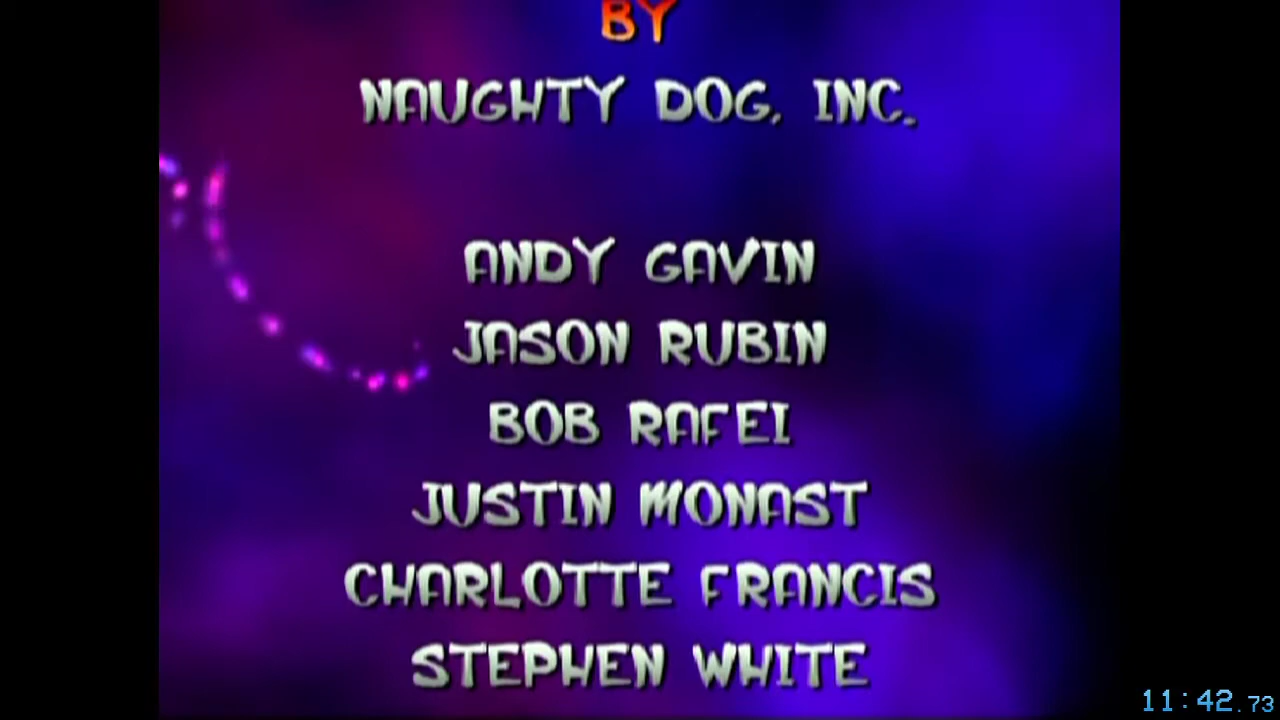 BY
NAUGHTY DOG, INC.
ANDY GAVIN
JASON RUBIN
BOB RAFEI
JUSTIN MONAST
CHARLOTTE FRANCIS
STEPHEN WHITE
11:42.73